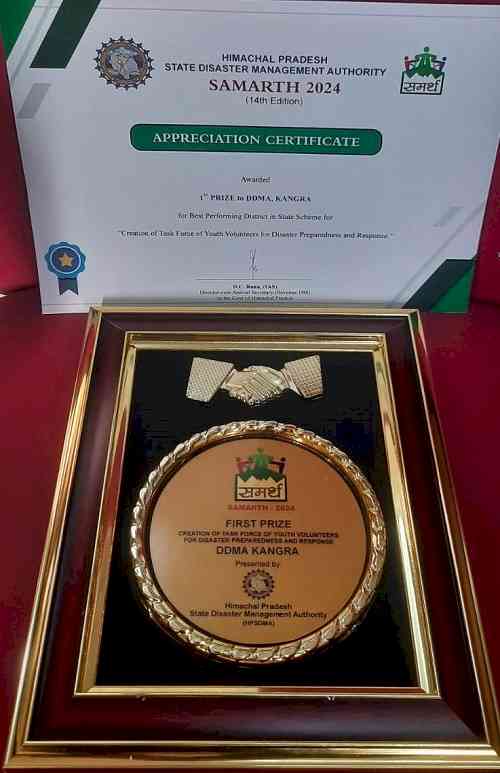 HIMACHAL PRADESH
STATE DISASTER MANAGEMENT AUTHORITY
SAMARTH 2024
(14th Edition)
समर्थ
APPRECIATION CERTIFICATE
Awarded
1ST PRIZE to DDMA, KANGRA
for Best Performing District in State Scheme for
"Creation of Task Force of Youth Volunteers for Disaster Preparedness and Response."
D.C. Rana, (IAS)
समर्थ
SAMARTH - 2024
FIRST PRIZE
CREATION OF TASK FORCE OF YOUTH VOLUNTEERS
FOR DISASTER PREPAREDNESS AND RESPONSE
DDMA KANGRA
Presented by
Himachal Pradesh
State Disaster Management Authority
(HPSDMA)